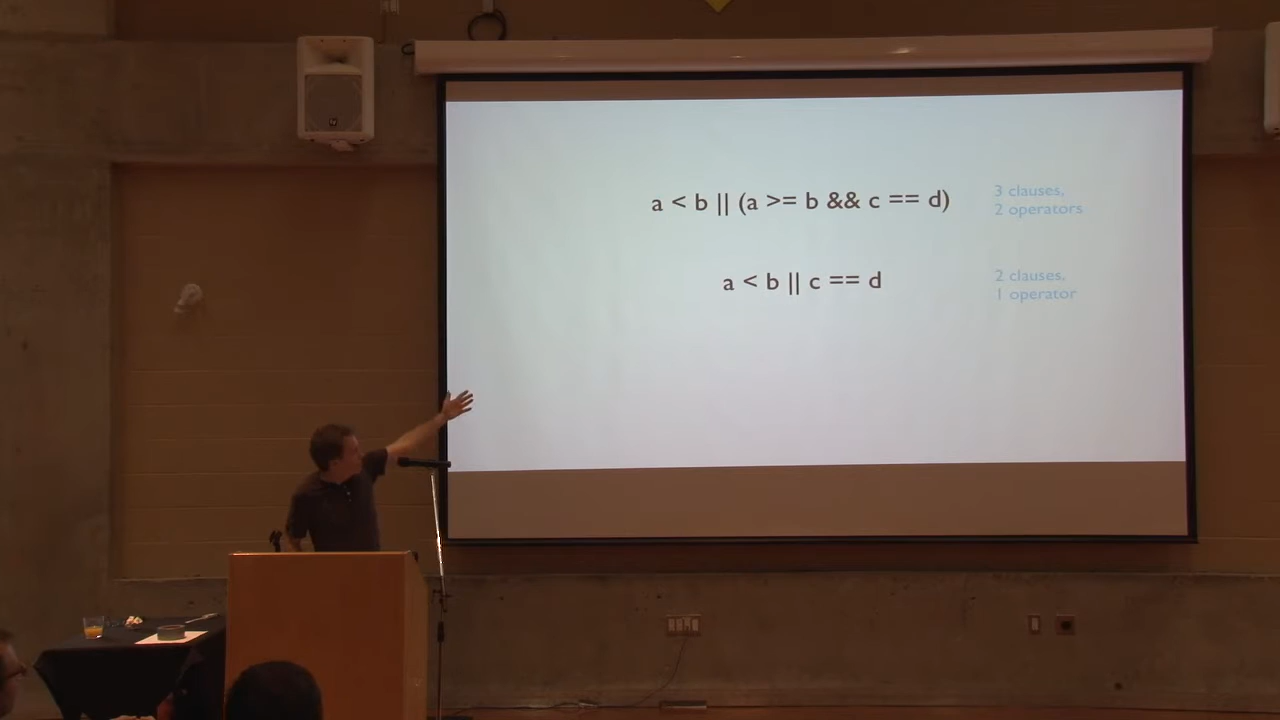 a < b || (a >= b && c == d)
3 clauses,
2 operators
a < b || c == d
2 clauses,
1 operator